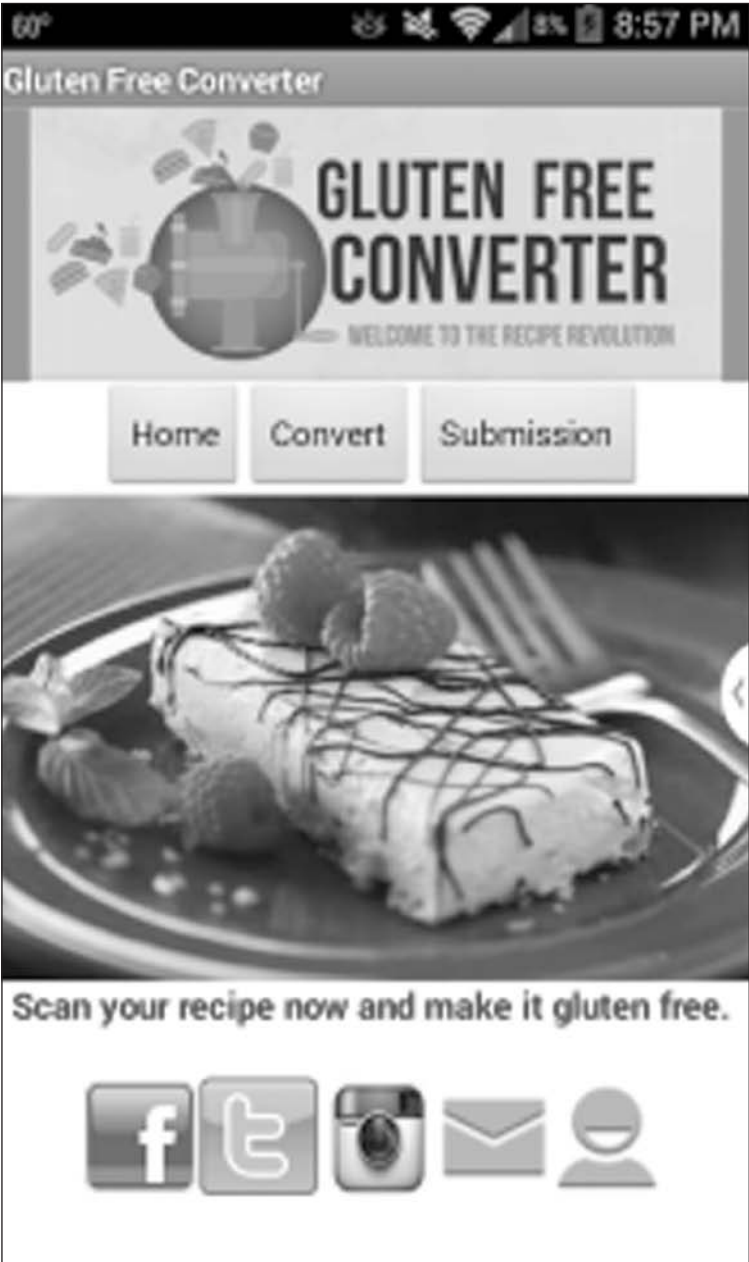 60° 8% 8:57 PM
Gluten Free Converter
GLUTEN FREE
CONVERTER
WELCOME TO THE RECIPE REVOLUTION
Home Convert Submission
Scan your recipe now and make it gluten free.
f t